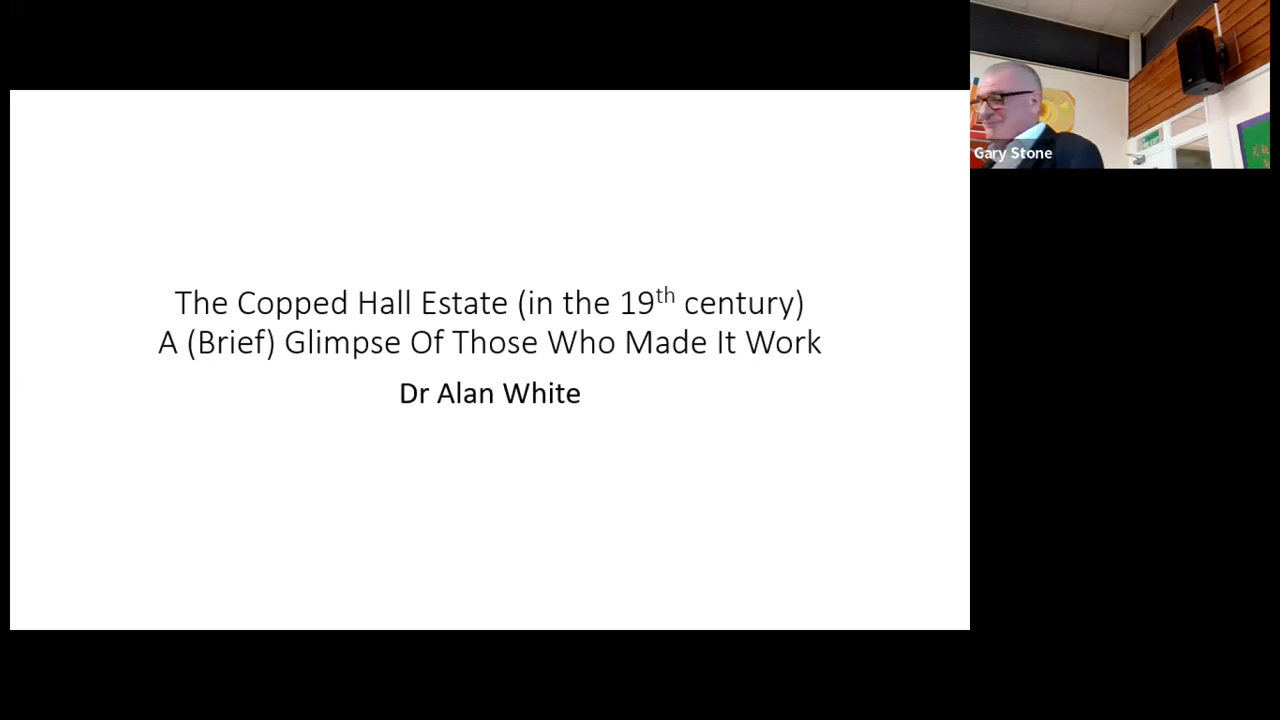 The Copped Hall Estate (in the 19th century)
A (Brief) Glimpse Of Those Who Made It Work
Dr Alan White
Gary Stone